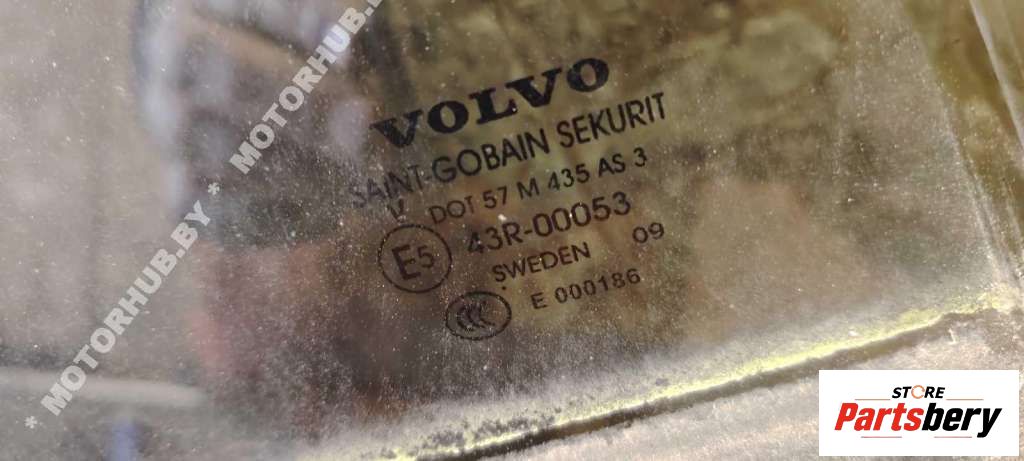 VOLVO
SAINT-GOBAIN SEKURIT
V DOT 57 M 435 AS 3
E5 43R-00053
SWEDEN 09
CCC E 000186
* MOTORHUB.BY * MOTORHUB.BY
STORE
Partsbery